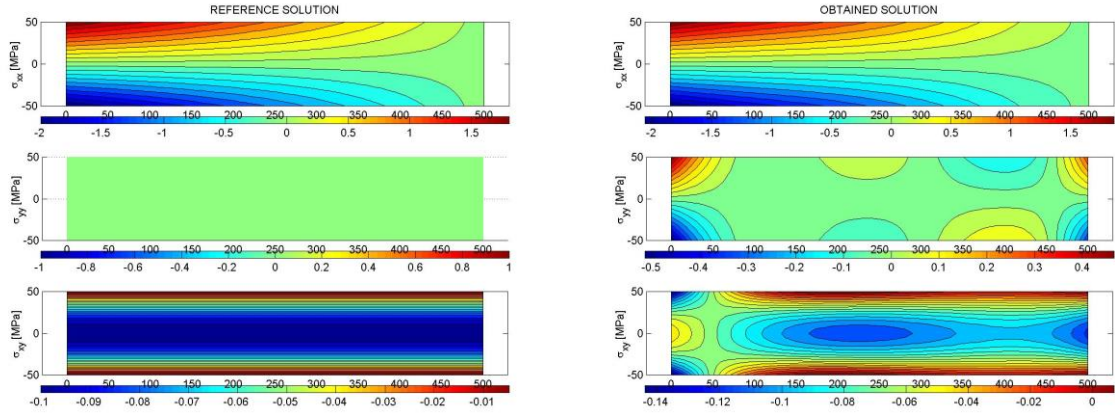 REFERENCE SOLUTION
50
0
-50
σxx [MPa]
0 50 100 150 200 250 300 350 400 450 500
-2 -1.5 -1 -0.5 0 0.5 1 1.5
50
0
-50
σyy [MPa]
0 50 100 150 200 250 300 350 400 450 500
-1 -0.8 -0.6 -0.4 -0.2 0 0.2 0.4 0.6 0.8 1
50
0
-50
σxy [MPa]
0 50 100 150 200 250 300 350 400 450 500
-0.1 -0.09 -0.08 -0.07 -0.06 -0.05 -0.04 -0.03 -0.02 -0.01
OBTAINED SOLUTION
50
0
-50
σxx [MPa]
0 50 100 150 200 250 300 350 400 450 500
-2 -1.5 -1 -0.5 0 0.5 1 1.5
50
0
-50
σyy [MPa]
0 50 100 150 200 250 300 350 400 450 500
-0.5 -0.4 -0.3 -0.2 -0.1 0 0.1 0.2 0.3 0.4
50
0
-50
σxy [MPa]
0 50 100 150 200 250 300 350 400 450 500
-0.14 -0.12 -0.1 -0.08 -0.06 -0.04 -0.02 0